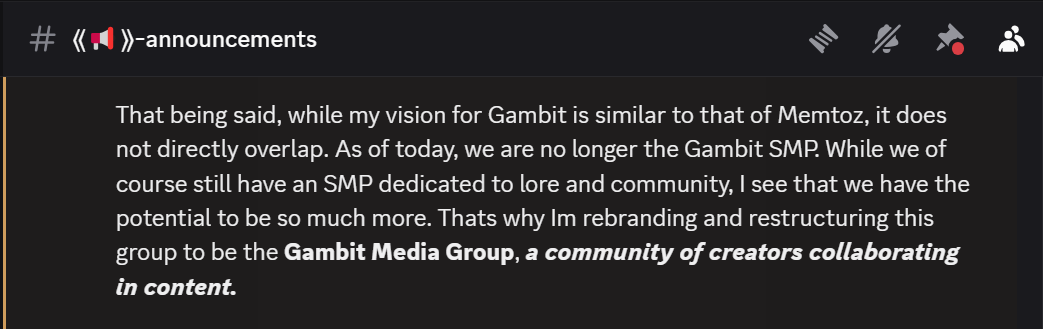 # 《📢》-announcements
That being said, while my vision for Gambit is similar to that of Memtoz, it does
not directly overlap. As of today, we are no longer the Gambit SMP. While we of
course still have an SMP dedicated to lore and community, I see that we have the
potential to be so much more. Thats why Im rebranding and restructuring this
group to be the Gambit Media Group, a community of creators collaborating
in content.